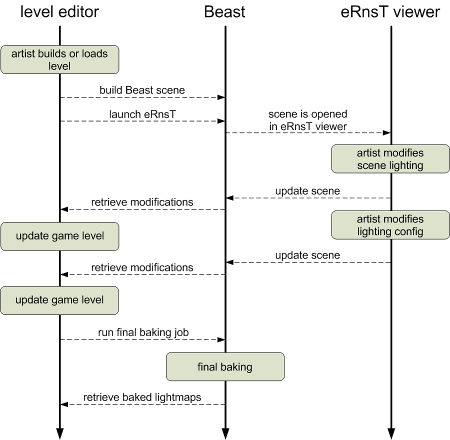 level editor
Beast
eRnsT viewer
artist builds or loads
level
build Beast scene
launch eRnsT
scene is opened
in eRnsT viewer
artist modifies
scene lighting
update scene
retrieve modifications
artist modifies
lighting config
update game level
update scene
retrieve modifications
update game level
run final baking job
final baking
retrieve baked lightmaps